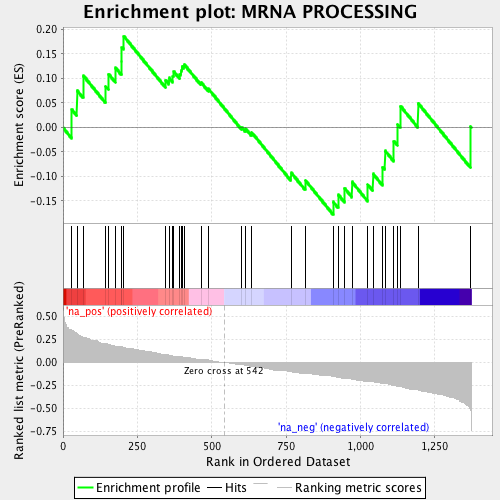 Enrichment plot: MRNA PROCESSING
Enrichment score (ES)
0.20
0.15
0.10
0.05
0.00
-0.05
-0.10
-0.15
'na_pos' (positively correlated)
Ranked list metric (PreRanked)
0.50
0.25
0.00
-0.25
-0.50
-0.75
Zero cross at 542
'na_neg' (negatively correlated)
0
250
500
750
1,000
1,250
Rank in Ordered Dataset
Enrichment profile
Hits
Ranking metric scores